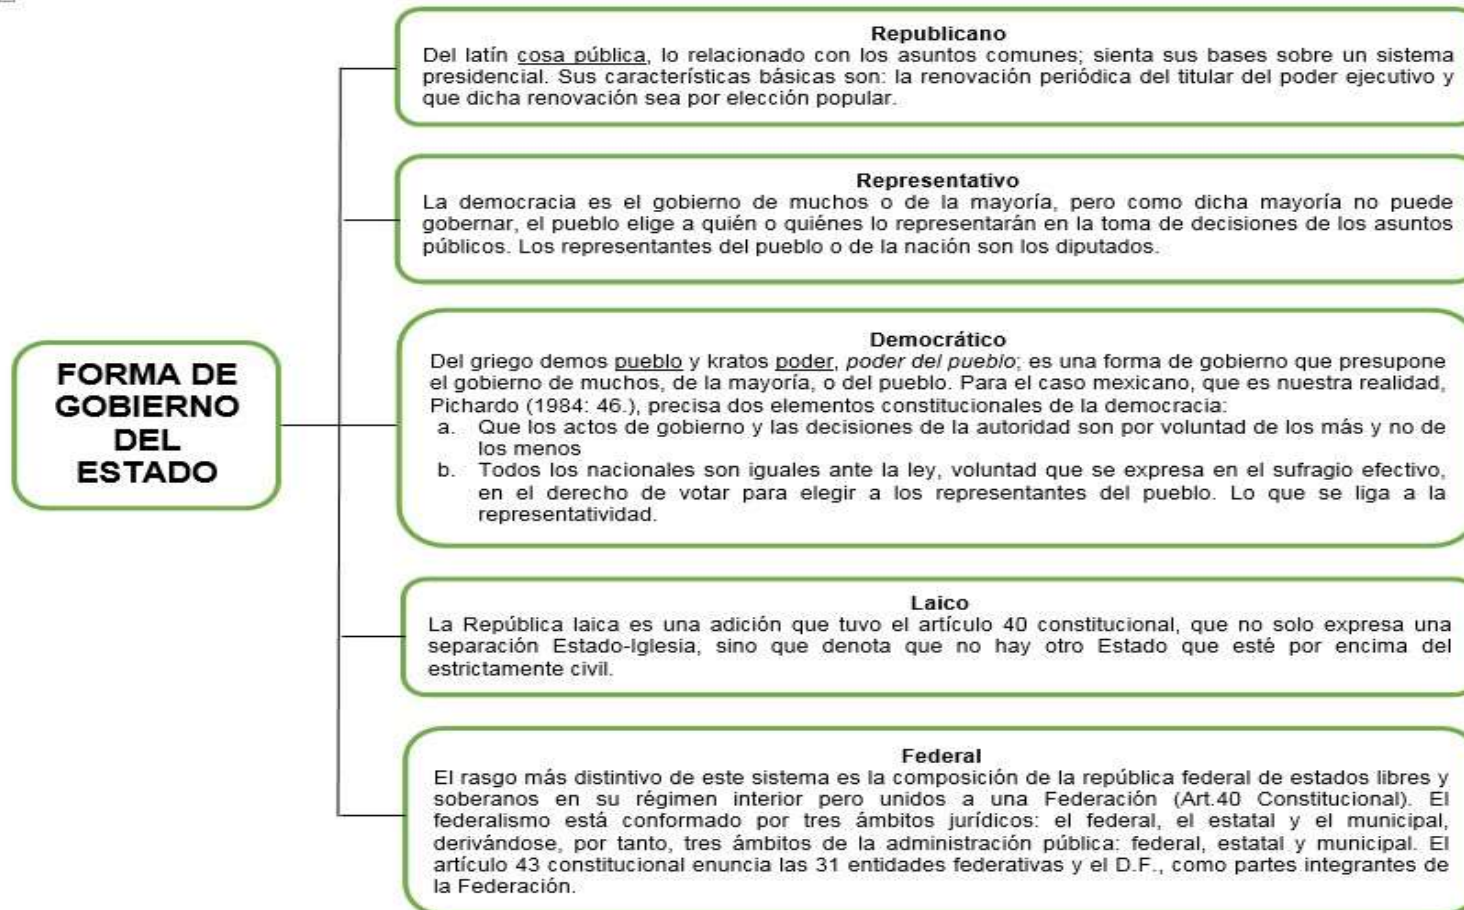 FORMA DE
GOBIERNO
DEL
ESTADO
Republicano
Del latín cosa pública, lo relacionado con los asuntos comunes; sienta sus bases sobre un sistema
presidencial. Sus características básicas son: la renovación periódica del titular del poder ejecutivo y
que dicha renovación sea por elección popular.
Representativo
La democracia es el gobierno de muchos o de la mayoría, pero como dicha mayoría no puede
gobernar, el pueblo elige a quién o quiénes lo representarán en la toma de decisiones de los asuntos
públicos. Los representantes del pueblo o de la nación son los diputados.
Democrático
Del griego demos pueblo y kratos poder, poder del pueblo; es una forma de gobierno que presupone
el gobierno de muchos, de la mayoría, o del pueblo. Para el caso mexicano, que es nuestra realidad,
Pichardo (1984: 46.), precisa dos elementos constitucionales de la democracia:
a. Que los actos de gobierno y las decisiones de la autoridad son por voluntad de los más y no de
los menos
b. Todos los nacionales son iguales ante la ley, voluntad que se expresa en el sufragio efectivo,
en el derecho de votar para elegir a los representantes del pueblo. Lo que se liga a la
representatividad.
Laico
La República laica es una adición que tuvo el artículo 40 constitucional, que no solo expresa una
separación Estado-Iglesia, sino que denota que no hay otro Estado que esté por encima del
estrictamente civil.
Federal
El rasgo más distintivo de este sistema es la composición de la república federal de estados libres y
soberanos en su régimen interior pero unidos a una Federación (Art.40 Constitucional). El
federalismo está conformado por tres ámbitos jurídicos: el federal, el estatal y el municipal,
derivándose, por tanto, tres ámbitos de la administración pública: federal, estatal y municipal. El
artículo 43 constitucional enuncia las 31 entidades federativas y el D.F., como partes integrantes de
la Federación.